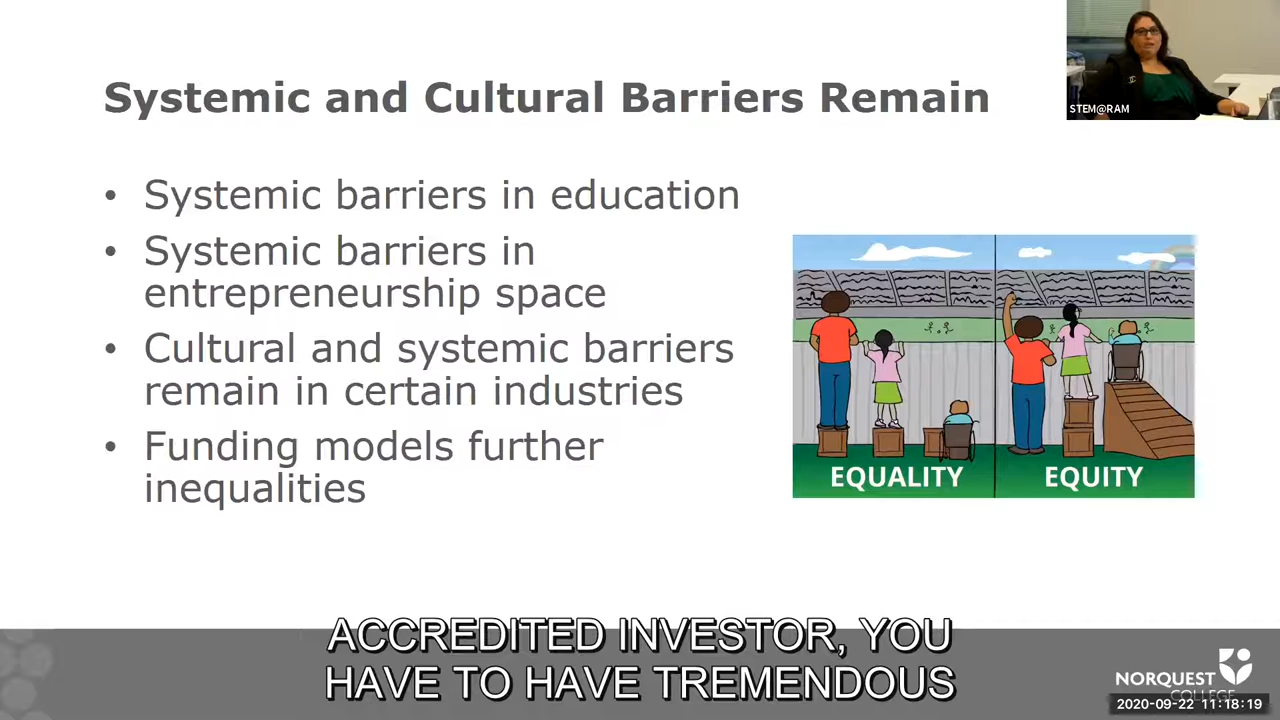 Systemic and Cultural Barriers Remain
STEM@RAM
• Systemic barriers in education
• Systemic barriers in
entrepreneurship space
• Cultural and systemic barriers
remain in certain industries
• Funding models further
inequalities
EQUALITY
EQUITY
ACCREDITED INVESTOR, YOU
HAVE TO HAVE TREMENDOUS
NORQUEST
COLLEGE
2020-09-22 11:18:19